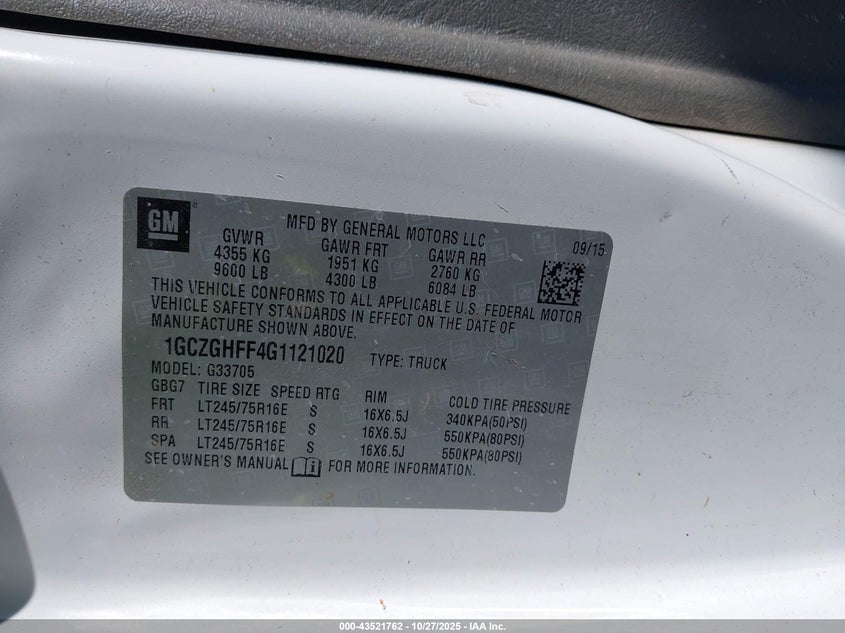 GM
MFD BY GENERAL MOTORS LLC
09/15
GVWR GAWR FRT GAWR RR
4355 KG 1951 KG 2760 KG
9600 LB 4300 LB 6084 LB
THIS VEHICLE CONFORMS TO ALL APPLICABLE U.S. FEDERAL MOTOR
VEHICLE SAFETY STANDARDS IN EFFECT ON THE DATE OF
MANUFACTURE SHOWN ABOVE.
1GCZGHFF4G1121020 TYPE: TRUCK
MODEL: G33705
GBG7 TIRE SIZE SPEED RTG RIM COLD TIRE PRESSURE
FRT LT245/75R16E S 16X6.5J 340KPA(50PSI)
RR LT245/75R16E S 16X6.5J 550KPA(80PSI)
SPA LT245/75R16E S 16X6.5J 550KPA(80PSI)
SEE OWNER'S MANUAL FOR MORE INFORMATION.
000-43521762 - 10/27/2025 - IAA Inc.